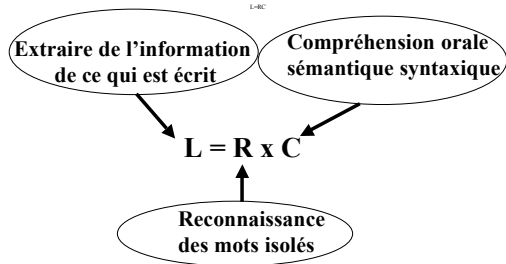 L=RC
Extraire de l'information
de ce qui est écrit
Compréhension orale
sémantique syntaxique
L = R x C
Reconnaissance
des mots isolés